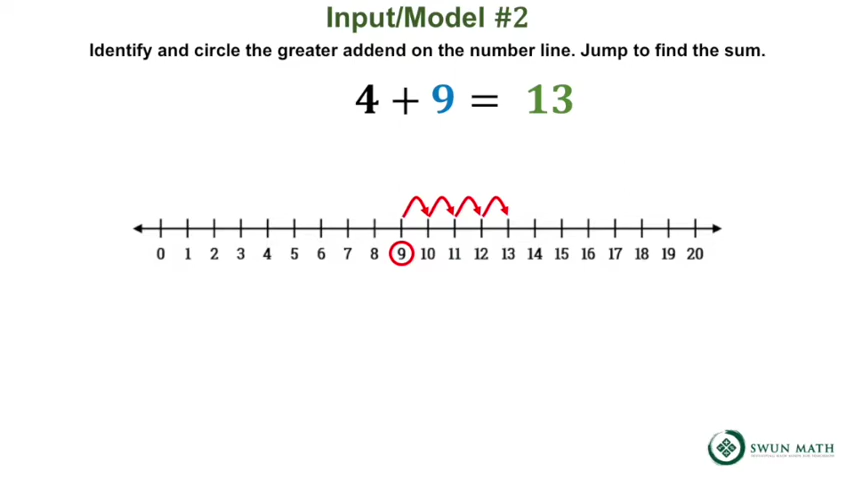 Input/Model #2
Identify and circle the greater addend on the number line. Jump to find the sum.
4 + 9 = 13
0 1 2 3 4 5 6 7 8 9 10 11 12 13 14 15 16 17 18 19 20
SWUN MATH